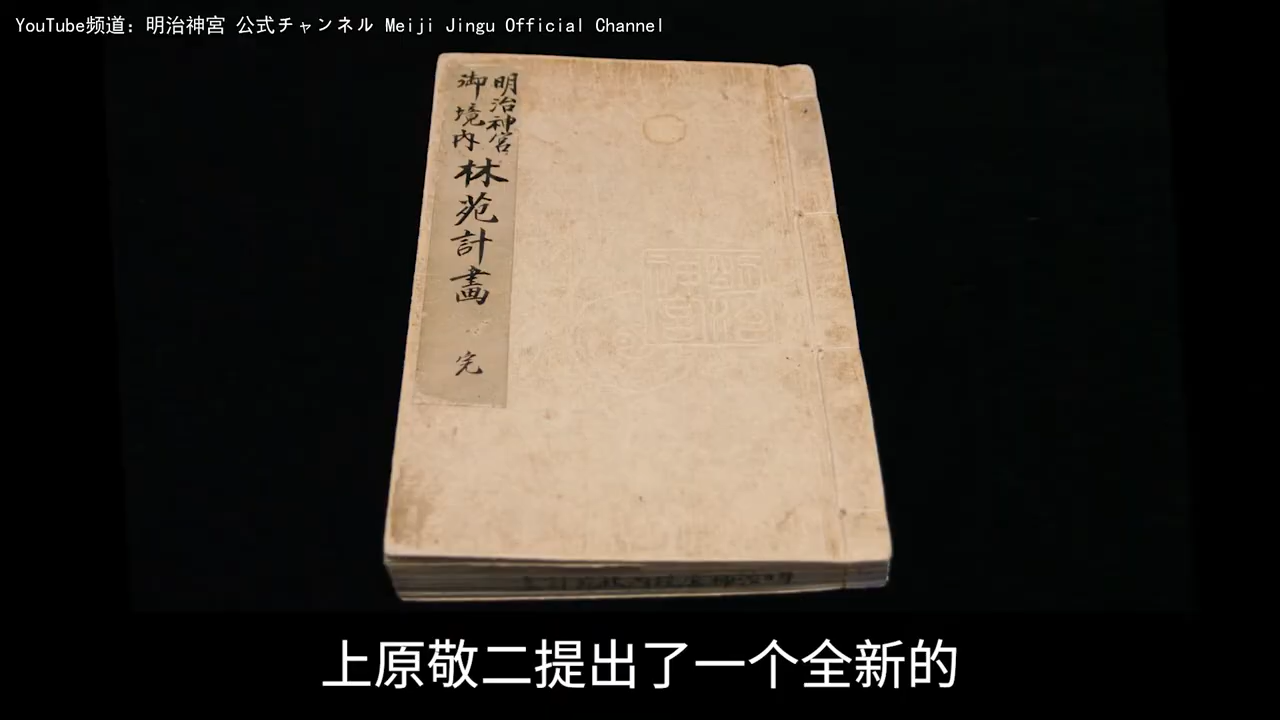 YouTube频道：明治神宮 公式チャンネル Meiji Jingu Official Channel
明治神宮
御境内
林苑計畫
完
上原敬二提出了一个全新的